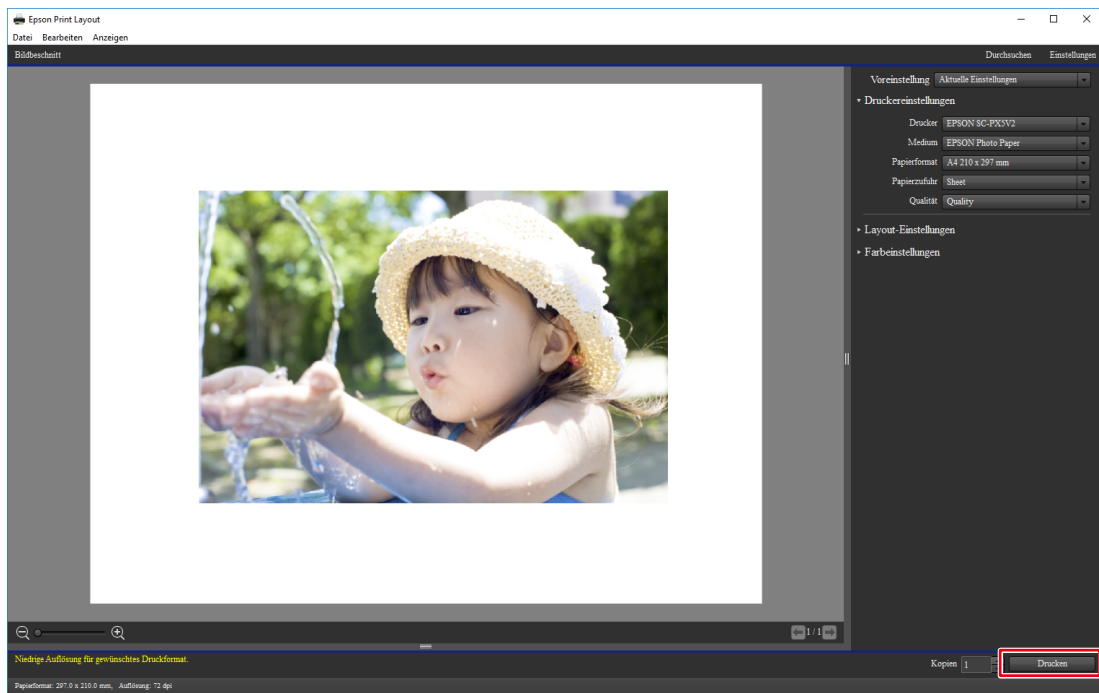 Epson Print Layout
Datei Bearbeiten Anzeigen
Bildbeschnitt Durchsuchen Einstellungen
Voreinstellung Aktuelle Einstellungen
Druckereinstellungen
Drucker EPSON SC-PX5V2
Medium EPSON Photo Paper
Papierformat A4 210 x 297 mm
Papierzufuhr Sheet
Qualität Quality
Layout-Einstellungen
Farbeinstellungen
1 / 1
Niedrige Auflösung für gewünschtes Druckformat.
Kopien 1 Drucken
Papierformat: 297.0 x 210.0 mm, Auflösung: 72 dpi